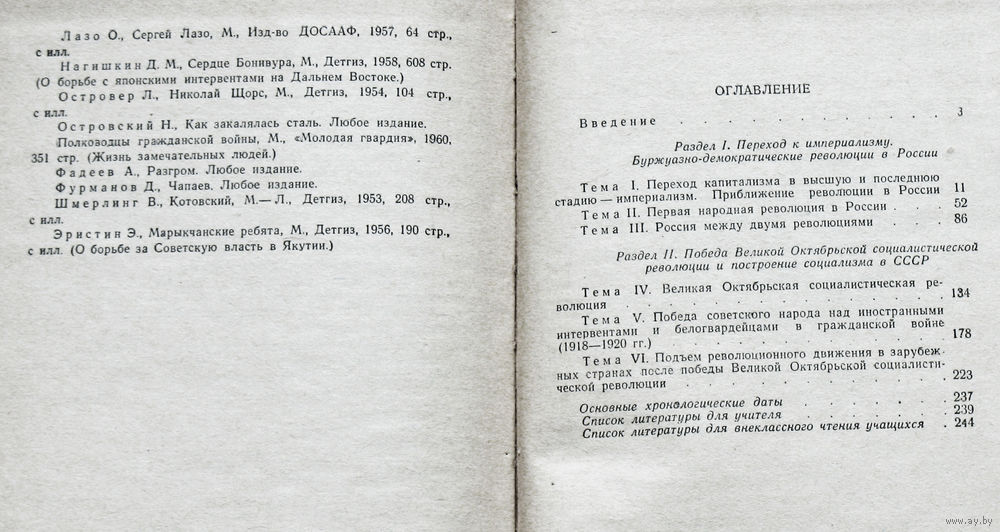 Лазо О., Сергей Лазо, М., Изд-во ДОСААФ, 1957, 64 стр.,
с илл.
Нагишкин Д. М., Сердце Бонивура, М., Детгиз, 1958, 608 стр.
(О борьбе с японскими интервентами на Дальнем Востоке.)
Островер Л., Николай Щорс, М., Детгиз, 1954, 104 стр.,
с илл.
Островский Н., Как закалялась сталь. Любое издание.
Полководцы гражданской войны, М., «Молодая гвардия», 1960,
351 стр. (Жизнь замечательных людей.)
Фадеев А., Разгром. Любое издание.
Фурманов Д., Чапаев. Любое издание.
Шмерлинг В., Котовский, М.— Л., Детгиз, 1953, 208 стр.,
с илл.
Эристин Э., Марыкчанские ребята, М., Детгиз, 1956, 190 стр.,
с илл. (О борьбе за Советскую власть в Якутии.)
ОГЛАВЛЕНИЕ
Введение . . . . . . . . . . . 3
Раздел I. Переход к империализму.
Буржуазно-демократические революции в России
Тема I. Переход капитализма в высшую и последнюю
стадию — империализм. Приближение революции в России 11
Тема II. Первая народная революция в России . . . 52
Тема III. Россия между двумя революциями . . . 86
Раздел II. Победа Великой Октябрьской социалистической
революции и построение социализма в СССР
Тема IV. Великая Октябрьская социалистическая ре-
волюция . . . . . . . . . . . 134
Тема V. Победа советского народа над иностранными
интервентами и белогвардейцами в гражданской войне
(1918—1920 гг.) . . . . . . . . . . 178
Тема VI. Подъем революционного движения в зарубеж-
ных странах после победы Великой Октябрьской социалисти-
ческой революции . . . . . . . . . 223
Основные хронологические даты . . . . . . 237
Список литературы для учителя . . . . . . 239
Список литературы для внеклассного чтения учащихся . 244
www.ay.by